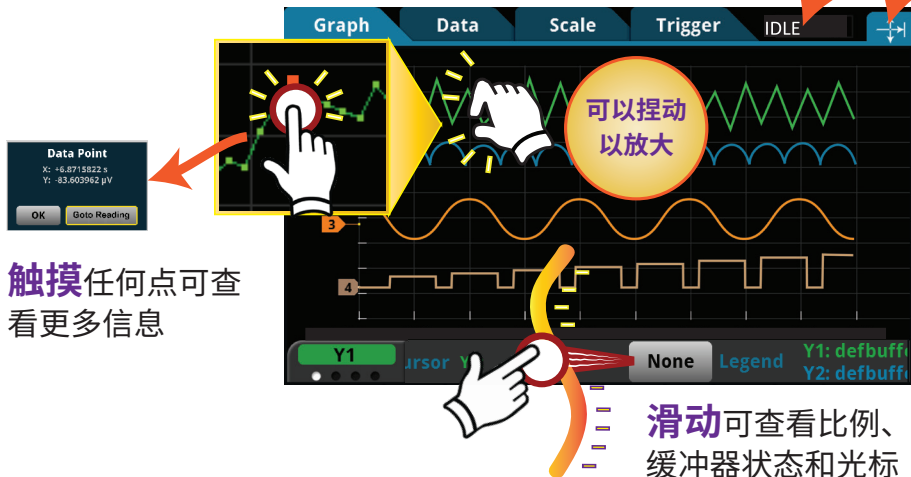 Graph Data Scale Trigger IDLE
可以捏动
以放大
Data Point
X: +6.8715822 s
Y: -83.603962 µV
OK Goto Reading
触摸任何点可查
看更多信息
3
4
Y1 ursor Y None Legend Y1: defbuffe
Y2: defbuffe
滑动可查看比例、
缓冲器状态和光标